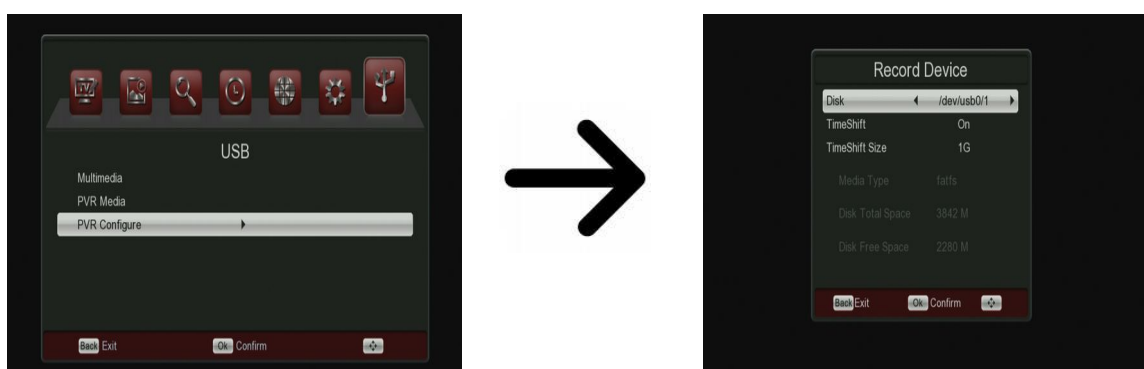 TV
USB
Multimedia
PVR Media
PVR Configure
Back Exit
Ok Confirm
Record Device
Disk /dev/usb0/1
TimeShift On
TimeShift Size 1G
Media Type fatfs
Disk Total Space 3842 M
Disk Free Space 2280 M
Back Exit
Ok Confirm